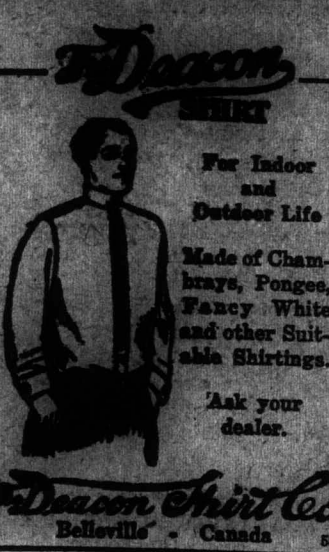 The Deacon
SHIRT
For Indoor
and
Outdoor Life
Made of Cham-
brays, Pongee,
Fancy White
and other Suit-
able Shirtings.
Ask your
dealer.
Deacon Shirt Co
Belleville - Canada